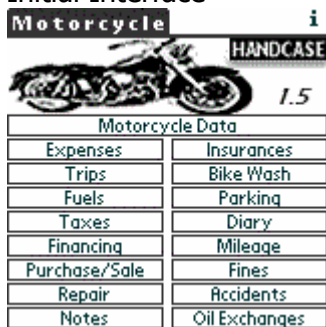 Initial Interface
Motorcycle i
HANDCASE
1.5
Motorcycle Data
Expenses Insurances
Trips Bike Wash
Fuels Parking
Taxes Diary
Financing Mileage
Purchase/Sale Fines
Repair Accidents
Notes Oil Exchanges